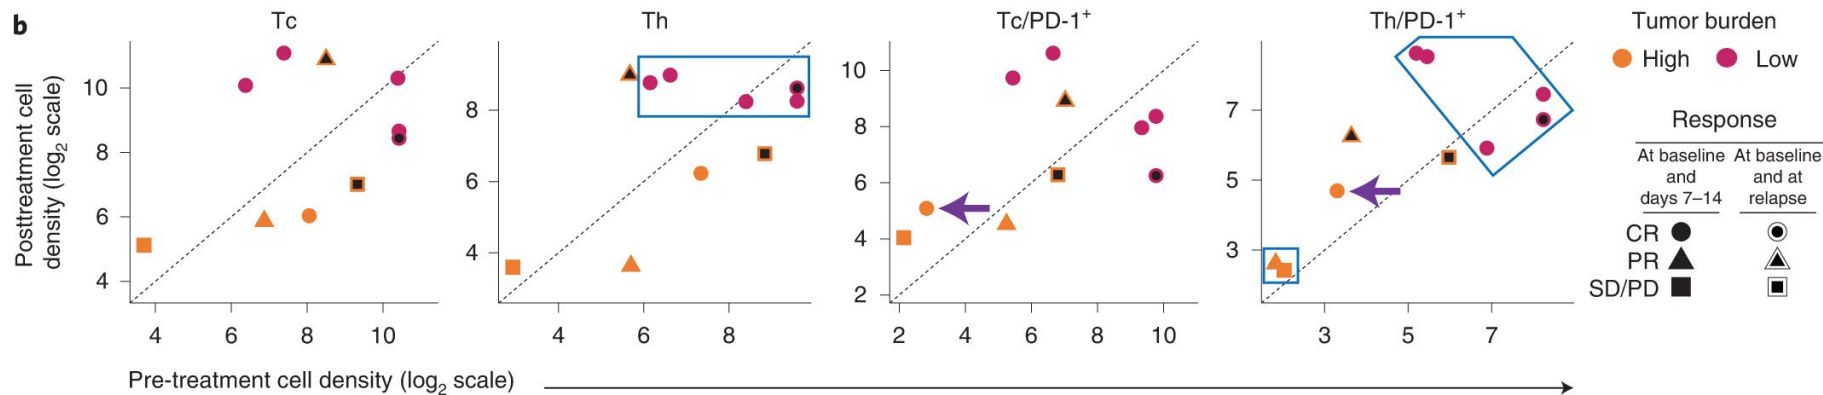 b
Tc
Th
Tc/PD-1+
Th/PD-1+
Posttreatment cell
density (log2 scale)
10
8
6
4
4
6
8
10
8
6
4
4
6
8
10
8
6
4
2
2
4
6
8
10
7
5
3
3
5
7
Pre-treatment cell density (log2 scale)
Tumor burden
High
Low
Response
At baseline
and
days 7–14
At baseline
and at
relapse
CR
PR
SD/PD